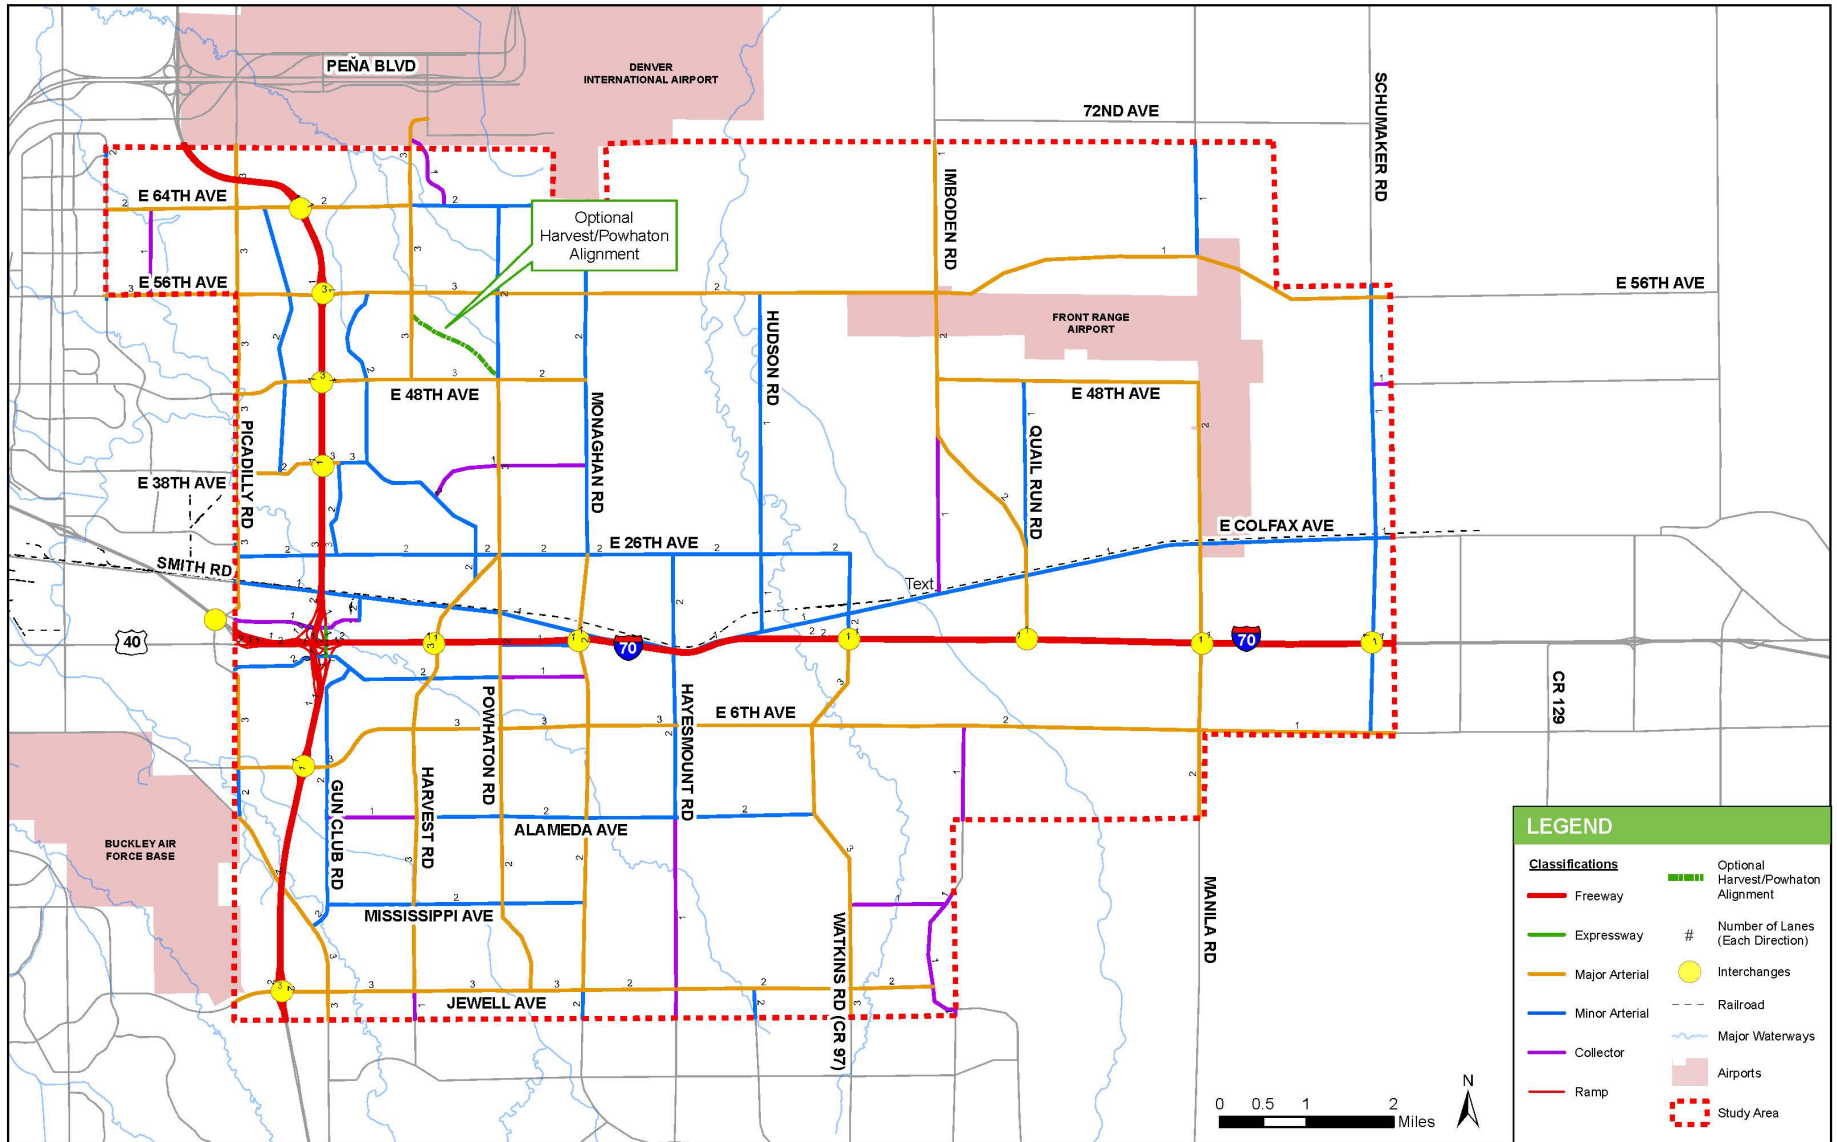 PEÑA BLVD
DENVER
INTERNATIONAL AIRPORT
72ND AVE
SCHUMAKER RD
E 64TH AVE
IMBODEN RD
Optional
Harvest/Powhaton
Alignment
E 56TH AVE
E 56TH AVE
HUDSON RD
FRONT RANGE
AIRPORT
E 48TH AVE
E 48TH AVE
MONAGHAN RD
PICADILLY RD
QUAIL RUN RD
E 38TH AVE
E COLFAX AVE
E 26TH AVE
SMITH RD
Text
40
70
70
CR 129
POWHATON RD
HAYESMOUNT RD
E 6TH AVE
GUN CLUB RD
HARVEST RD
ALAMEDA AVE
BUCKLEY AIR
FORCE BASE
MISSISSIPPI AVE
WATKINS RD (CR 97)
MANILA RD
JEWELL AVE
LEGEND
Classifications
Freeway
Expressway
Major Arterial
Minor Arterial
Collector
Ramp
Optional
Harvest/Powhaton
Alignment
#
Number of Lanes
(Each Direction)
Interchanges
Railroad
Major Waterways
Airports
Study Area
N
0 0.5 1 2
Miles